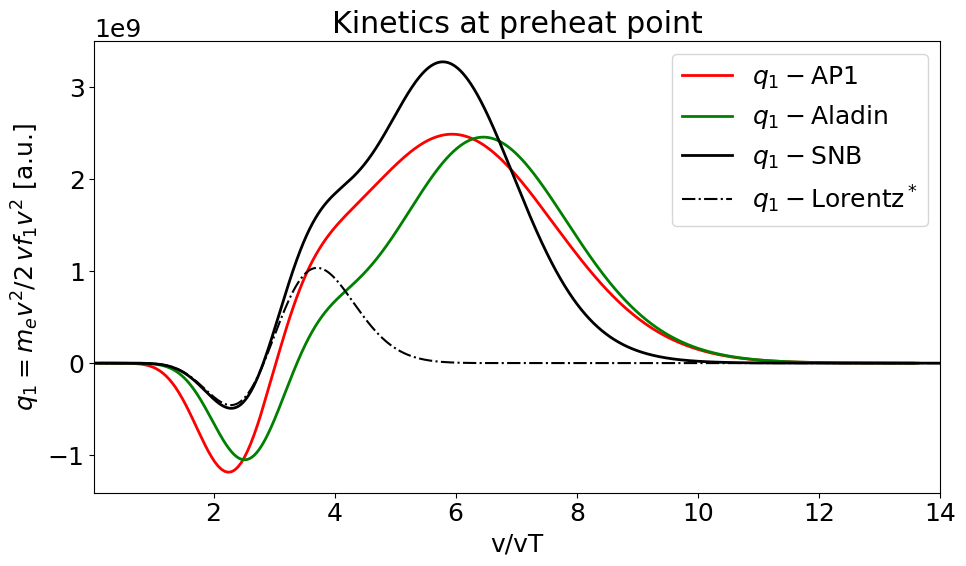 Kinetics at preheat point
1e9
q₁ = mₑv²/2 vf₁v² [a.u.]
3
2
1
0
−1
q₁ − AP1
q₁ − Aladin
q₁ − SNB
q₁ − Lorentz*
2 4 6 8 10 12 14
v/vT